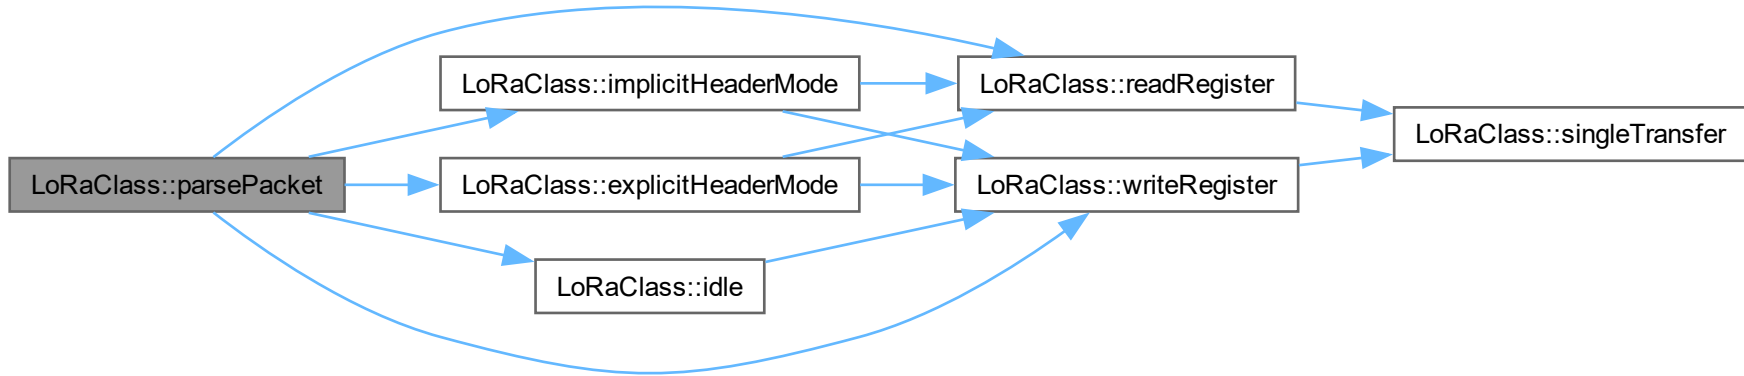 LoRaClass::parsePacket
LoRaClass::implicitHeaderMode
LoRaClass::explicitHeaderMode
LoRaClass::idle
LoRaClass::readRegister
LoRaClass::writeRegister
LoRaClass::singleTransfer